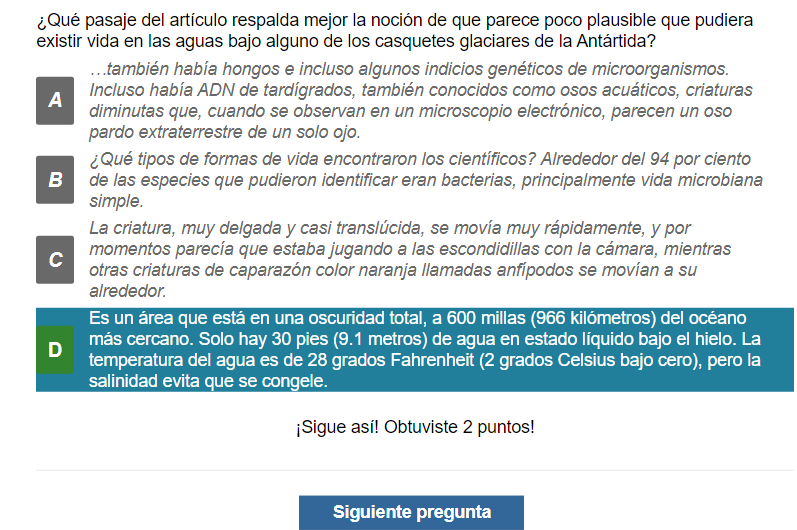 ¿Qué pasaje del artículo respalda mejor la noción de que parece poco plausible que pudiera
existir vida en las aguas bajo alguno de los casquetes glaciares de la Antártida?
A
…también había hongos e incluso algunos indicios genéticos de microorganismos.
Incluso había ADN de tardígrados, también conocidos como osos acuáticos, criaturas
diminutas que, cuando se observan en un microscopio electrónico, parecen un oso
pardo extraterrestre de un solo ojo.
B
¿Qué tipos de formas de vida encontraron los científicos? Alrededor del 94 por ciento
de las especies que pudieron identificar eran bacterias, principalmente vida microbiana
simple.
C
La criatura, muy delgada y casi translúcida, se movía muy rápidamente, y por
momentos parecía que estaba jugando a las escondidillas con la cámara, mientras
otras criaturas de caparazón color naranja llamadas anfípodos se movían a su
alrededor.
D
Es un área que está en una oscuridad total, a 600 millas (966 kilómetros) del océano
más cercano. Solo hay 30 pies (9.1 metros) de agua en estado líquido bajo el hielo. La
temperatura del agua es de 28 grados Fahrenheit (2 grados Celsius bajo cero), pero la
salinidad evita que se congele.
¡Sigue así! Obtuviste 2 puntos!
Siguiente pregunta